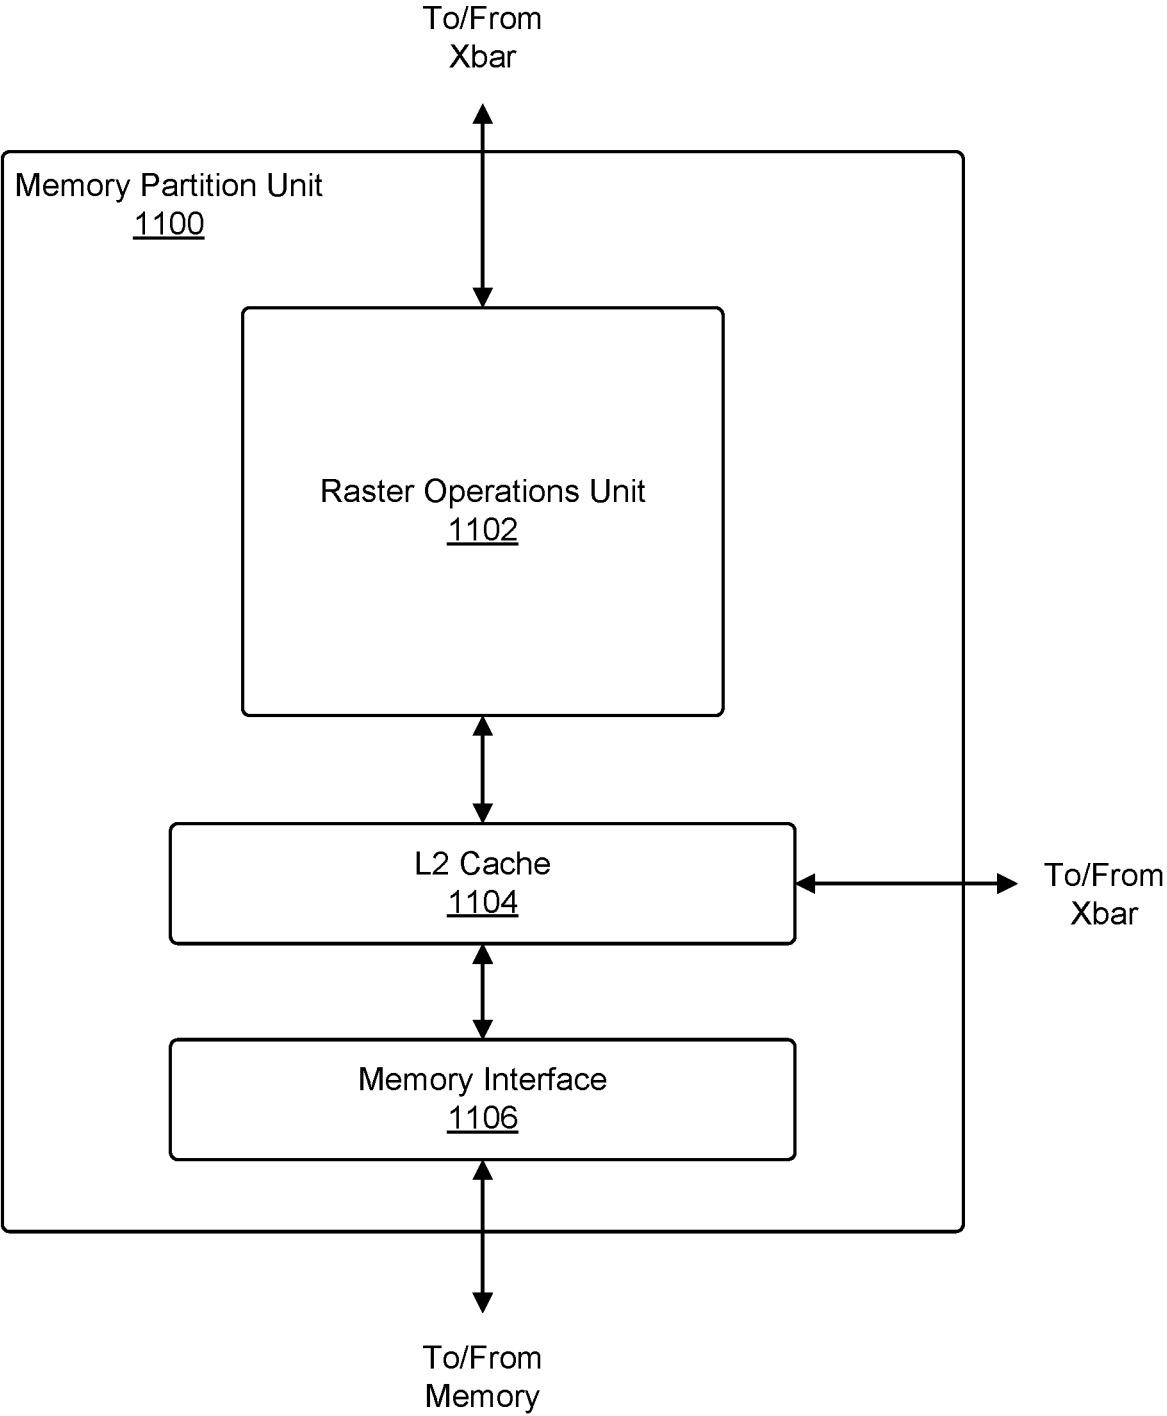 To/From
Xbar
Memory Partition Unit
1100
Raster Operations Unit
1102
L2 Cache
1104
To/From
Xbar
Memory Interface
1106
To/From
Memory